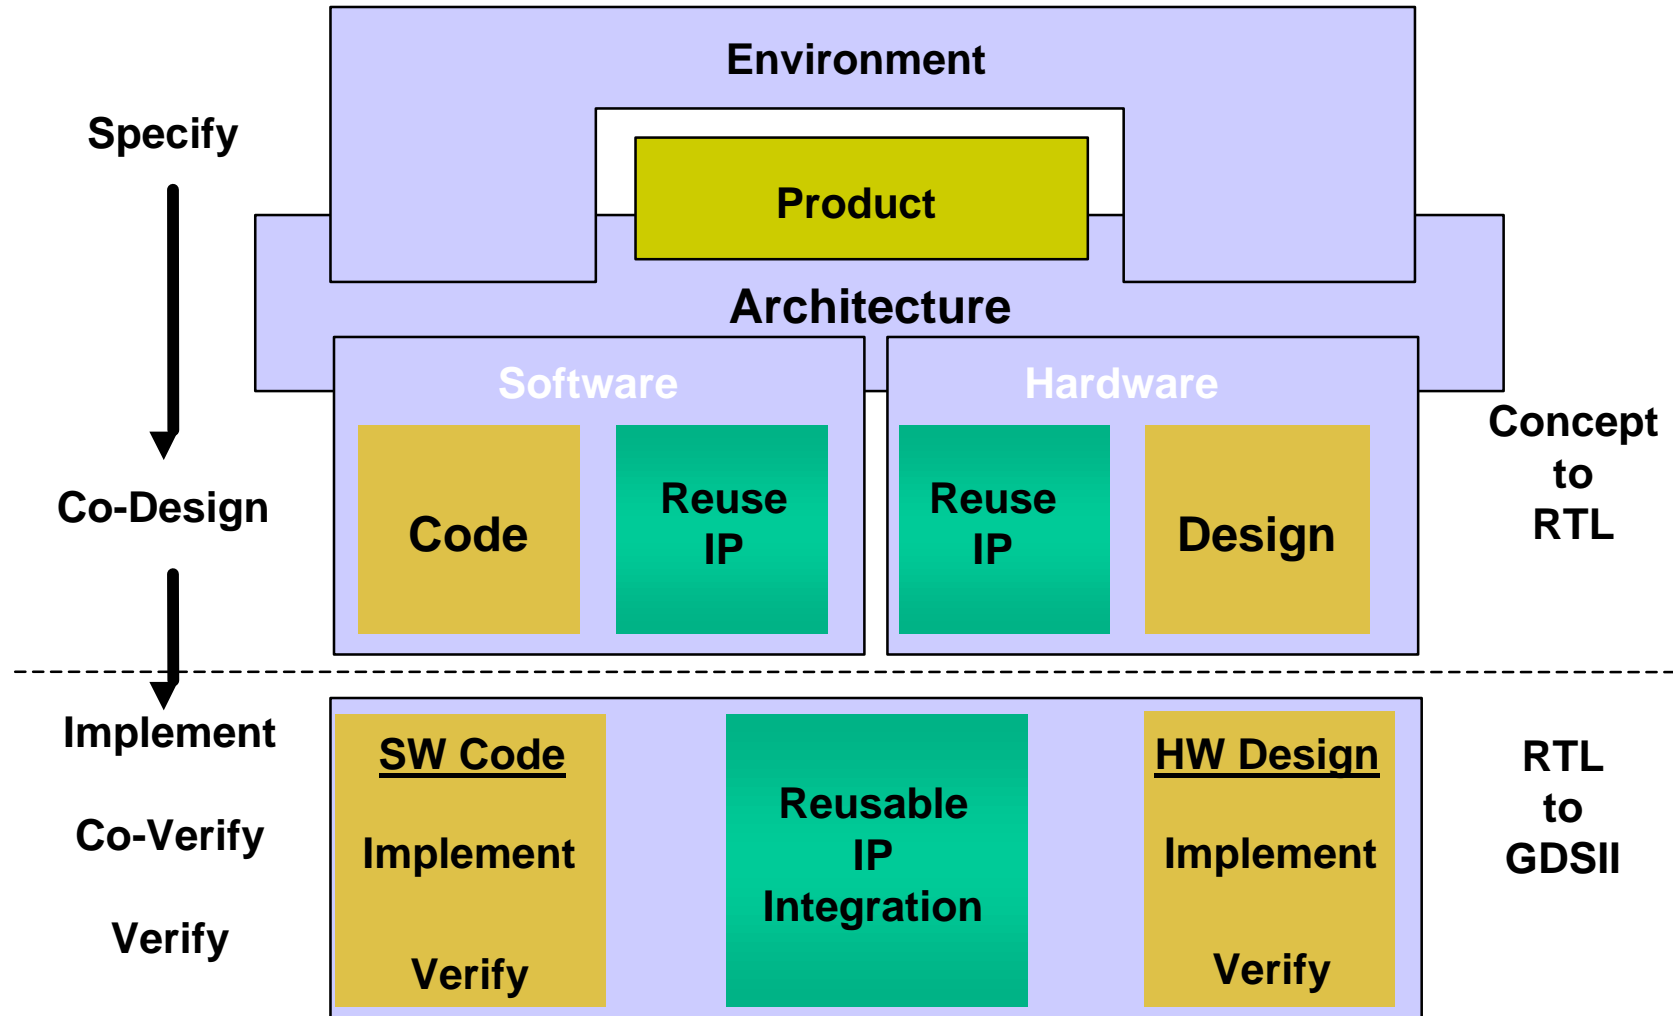 Environment
Specify
Product
Architecture
Software
Hardware
Concept
to
RTL
Co-Design
Code
Reuse
IP
Reuse
IP
Design
Implement
Co-Verify
Verify
SW Code
Implement
Verify
Reusable
IP
Integration
HW Design
Implement
Verify
RTL
to
GDSII